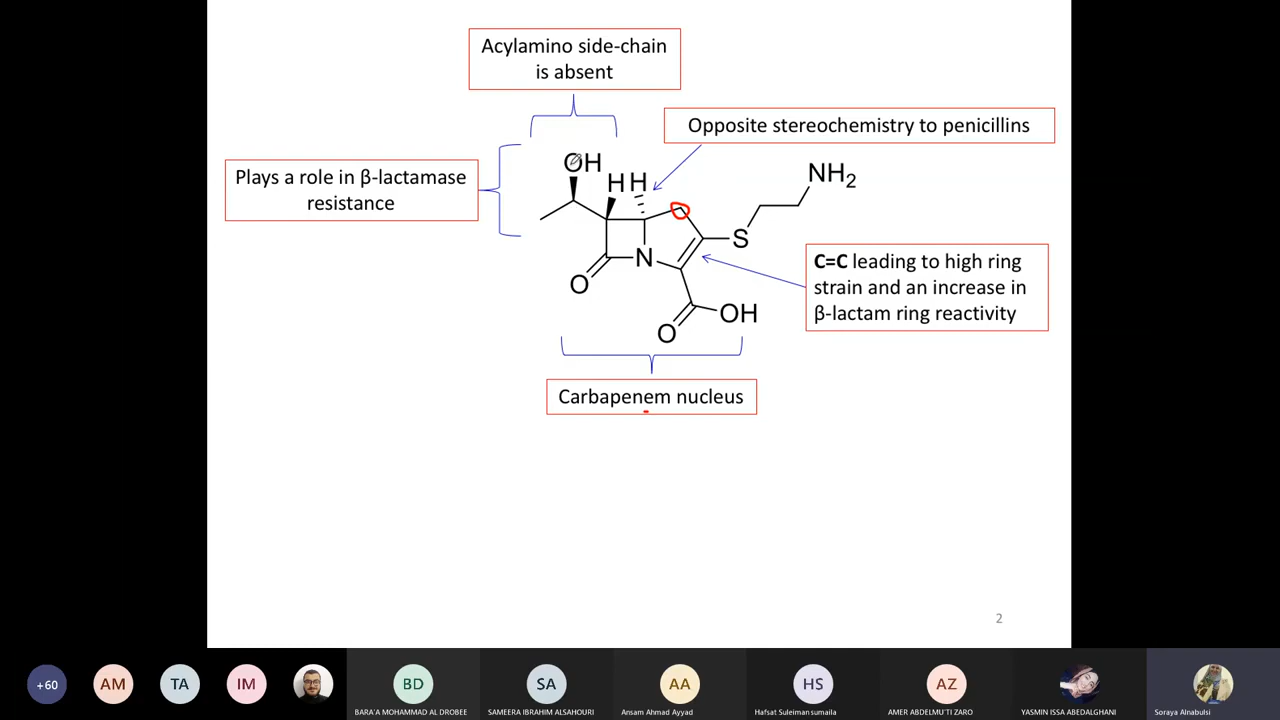 Acylamino side-chain
is absent
Opposite stereochemistry to penicillins
Plays a role in β-lactamase
resistance
OH
H H
NH2
S
N
O
C=C leading to high ring
strain and an increase in
β-lactam ring reactivity
OH
O
Carbapenem nucleus
2
+60
AM
TA
IM
BD
SA
AA
HS
AZ
BARA'A MOHAMMAD AL DROBEE
SAMEERA IBRAHIM ALSAHOURI
Ansam Ahmad Ayyad
Hafsat Suleimansumaila
AMER ABDELMU'TI ZARO
YASMIN ISSA ABEDALGHANI
Soraya Alnabulsi